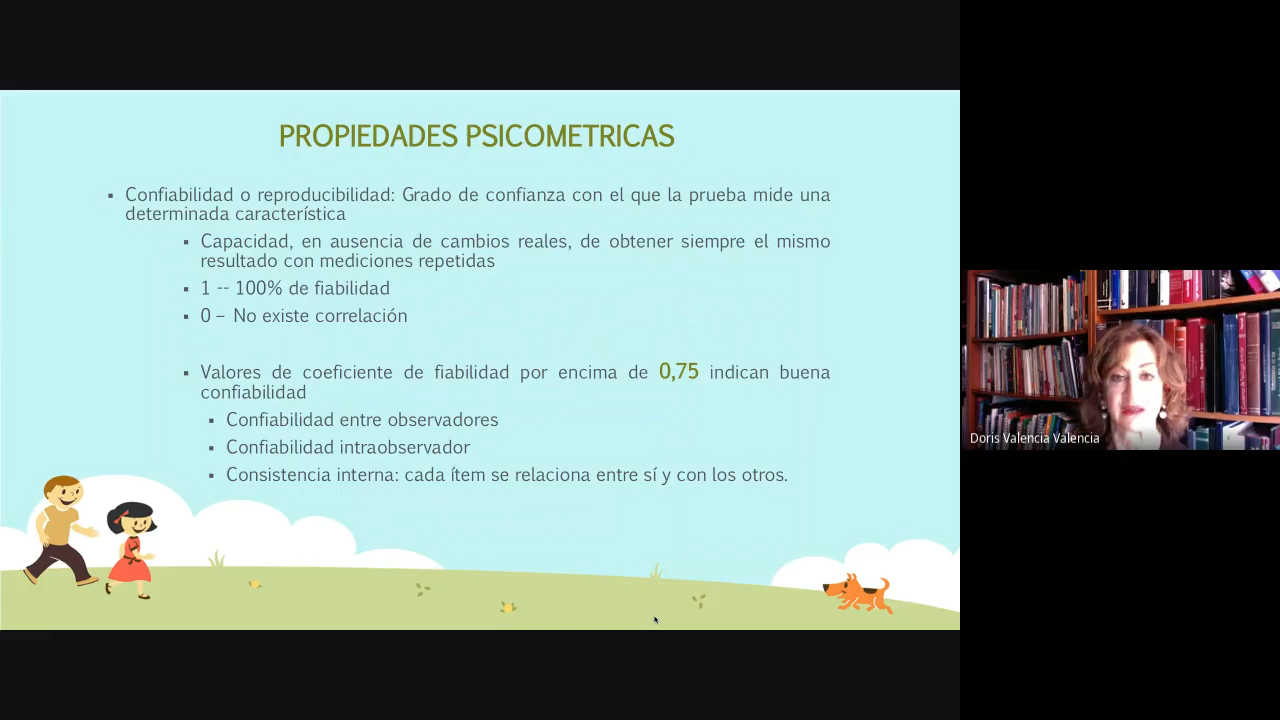 PROPIEDADES PSICOMETRICAS
▪ Confiabilidad o reproducibilidad: Grado de confianza con el que la prueba mide una
determinada característica
▪ Capacidad, en ausencia de cambios reales, de obtener siempre el mismo
resultado con mediciones repetidas
▪ 1 -- 100% de fiabilidad
▪ 0 – No existe correlación
▪ Valores de coeficiente de fiabilidad por encima de 0,75 indican buena
confiabilidad
▪ Confiabilidad entre observadores
▪ Confiabilidad intraobservador
▪ Consistencia interna: cada ítem se relaciona entre sí y con los otros.
Doris Valencia Valencia